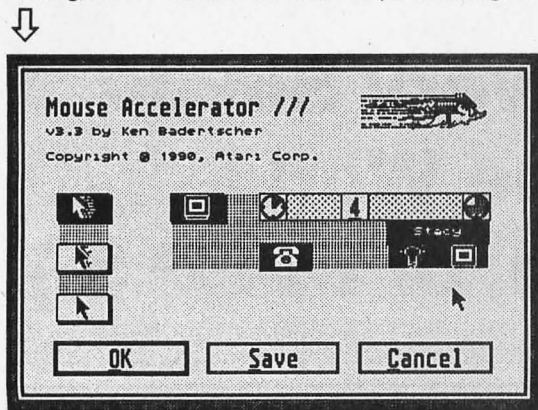 Mouse Accelerator ///
v3.3 by Ken Badertscher
Copyright @ 1990, Atari Corp.
4
Stacy
OK
Save
Cancel